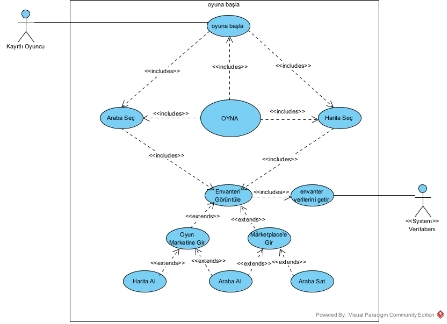 oyuna başla
oyuna başla
Kayıtlı Oyuncu
<<includes>>
<<includes>>
<<includes>>
Araba Seç
<<includes>>
OYNA
<<includes>>
Harita Seç
<<includes>>
<<includes>>
Envanteri
Görüntüle
<<includes>>
envanter
verilerini getir
<<System>>
Veritabanı
<<extends>>
<<extends>>
Oyun
Marketine Gir
Marketplace'e
Gir
<<extends>>
<<extends>>
<<extends>>
<<extends>>
Harita Al
Araba Al
Araba Sat
Powered By: Visual Paradigm Community Edition